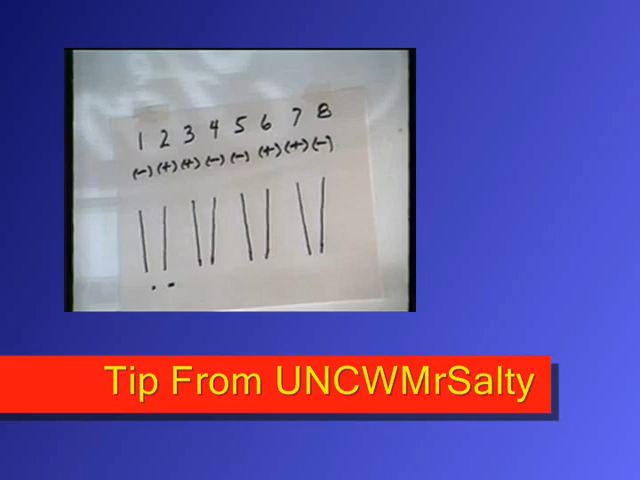 1 2 3 4 5 6 7 8
(-) (+) (+) (-) (-) (+) (+) (-)
Tip From UNCWMrSalty